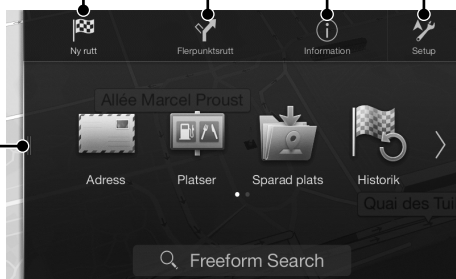 Ny rutt Flerpunktsrutt Information Setup
Allée Marcel Proust
Adress Platser Sparad plats Historik
Quai des Tui
Freeform Search